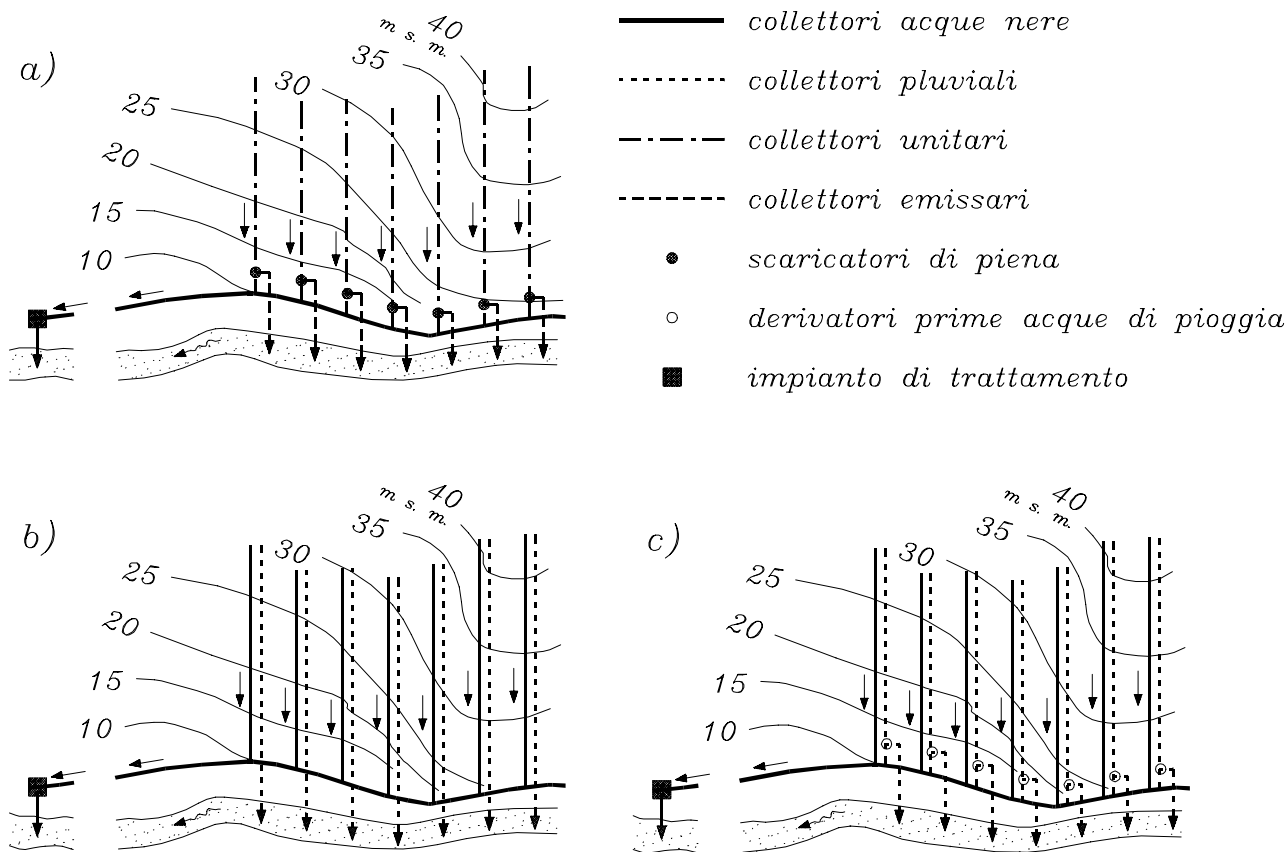 a)
m s. m.
40
35
30
25
20
15
10
collettori acque nere
collettori pluviali
collettori unitari
collettori emissari
scaricatori di piena
derivatori prime acque di pioggia
impianto di trattamento
b)
m s. m.
40
35
30
25
20
15
10
c)
m s. m.
40
35
30
25
20
15
10